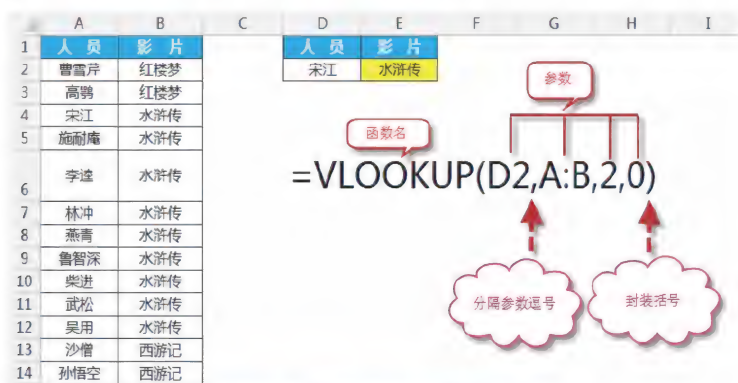 A B C D E F G H I
1 人 员 影 片 人 员 影 片
2 曹雪芹 红楼梦 宋江 水浒传
3 高鹗 红楼梦
4 宋江 水浒传
5 施耐庵 水浒传
6 李逵 水浒传
7 林冲 水浒传
8 燕青 水浒传
9 鲁智深 水浒传
10 柴进 水浒传
11 武松 水浒传
12 吴用 水浒传
13 沙僧 西游记
14 孙悟空 西游记
参数
函数名
=VLOOKUP(D2,A:B,2,0)
分隔参数逗号
封装活号